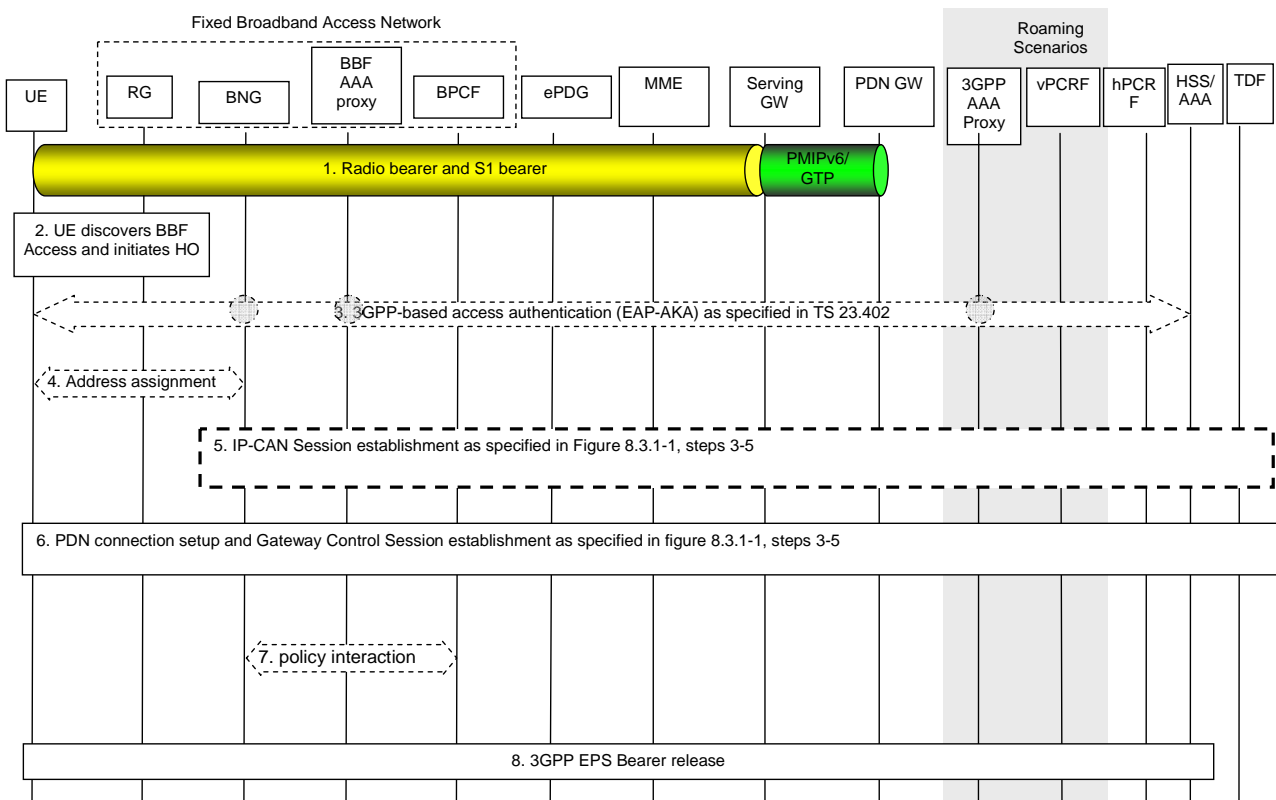 Fixed Broadband Access Network
Roaming
Scenarios
UE
RG
BNG
BBF
AAA
proxy
BPCF
ePDG
MME
Serving
GW
PDN GW
3GPP
AAA
Proxy
vPCRF
hPCR
F
HSS/
AAA
TDF
1. Radio bearer and S1 bearer
PMIPv6/
GTP
2. UE discovers BBF
Access and initiates HO
3. 3GPP-based access authentication (EAP-AKA) as specified in TS 23.402
4. Address assignment
5. IP-CAN Session establishment as specified in Figure 8.3.1-1, steps 3-5
6. PDN connection setup and Gateway Control Session establishment as specified in figure 8.3.1-1, steps 3-5
7. policy interaction
8. 3GPP EPS Bearer release